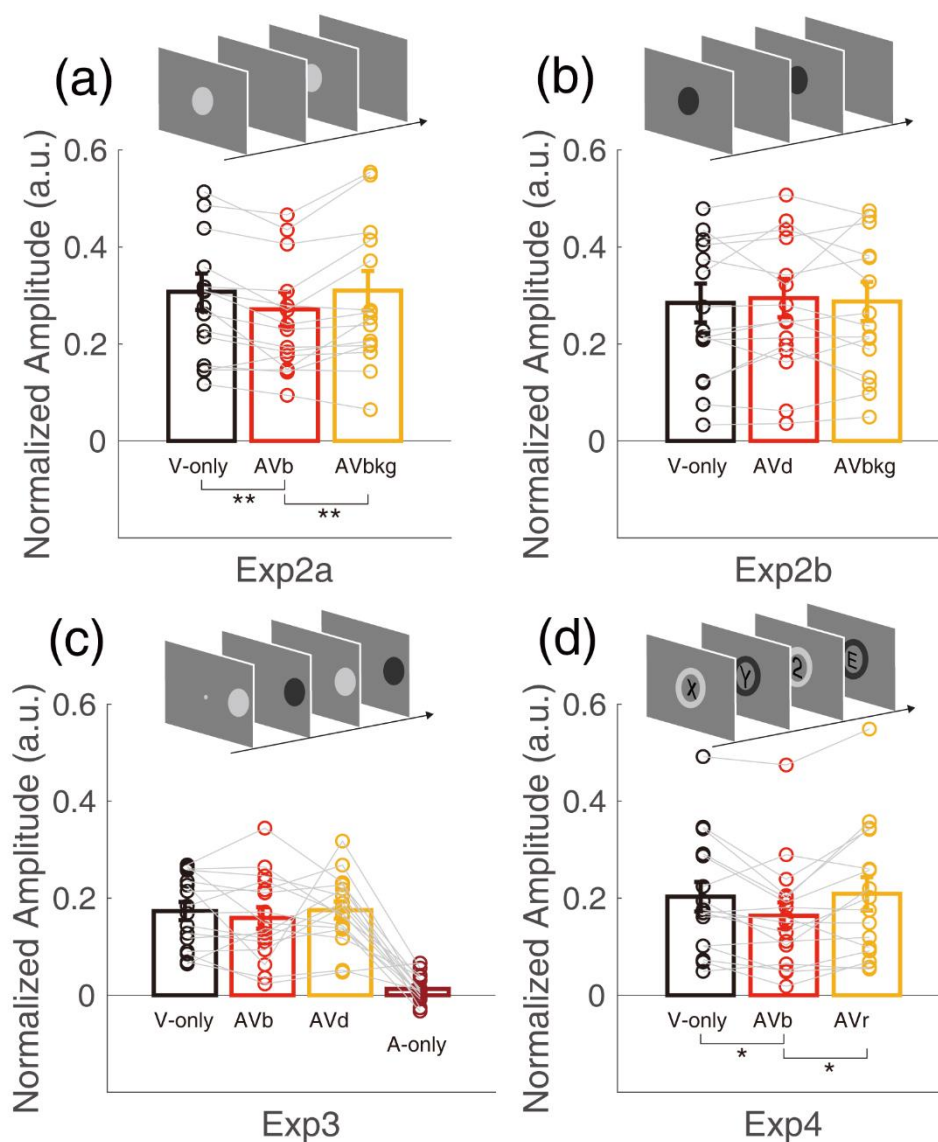 (a)
Normalized Amplitude (a.u.)
0.6
0.4
0.2
0
V-only AVb AVbkg
** **
Exp2a
(b)
Normalized Amplitude (a.u.)
0.6
0.4
0.2
0
V-only AVd AVbkg
Exp2b
(c)
Normalized Amplitude (a.u.)
0.6
0.4
0.2
0
V-only AVb AVd A-only
Exp3
(d)
X Y 2 E
Normalized Amplitude (a.u.)
0.6
0.4
0.2
0
V-only AVb AVr
* *
Exp4